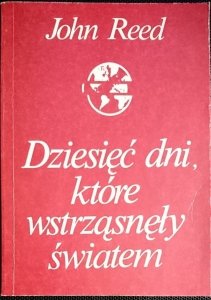 John Reed
Dziesięć dni,
które
wstrząsnęły
światem